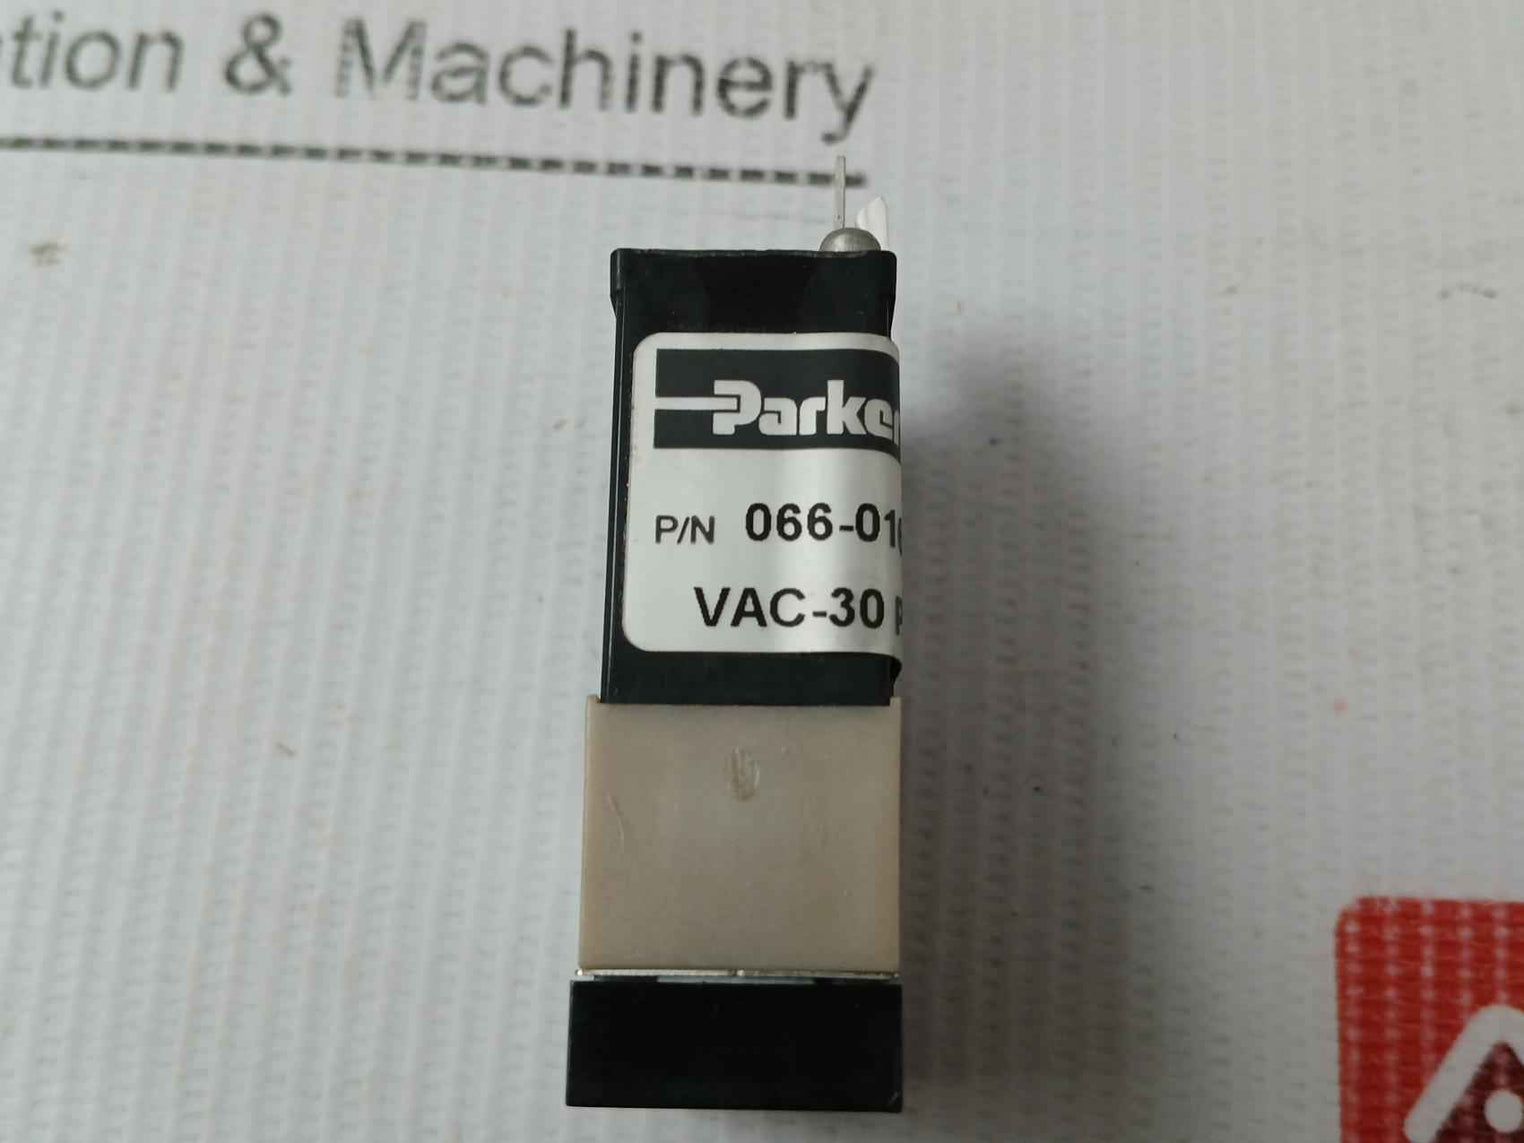 tion & Machinery
Parker
P/N 066-01
VAC-30